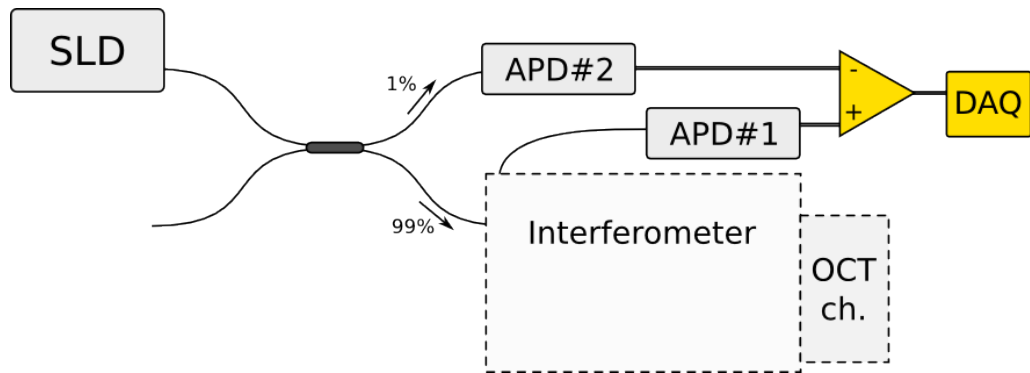 SLD
1%
APD#2
-
+
DAQ
APD#1
99%
Interferometer
OCT
ch.